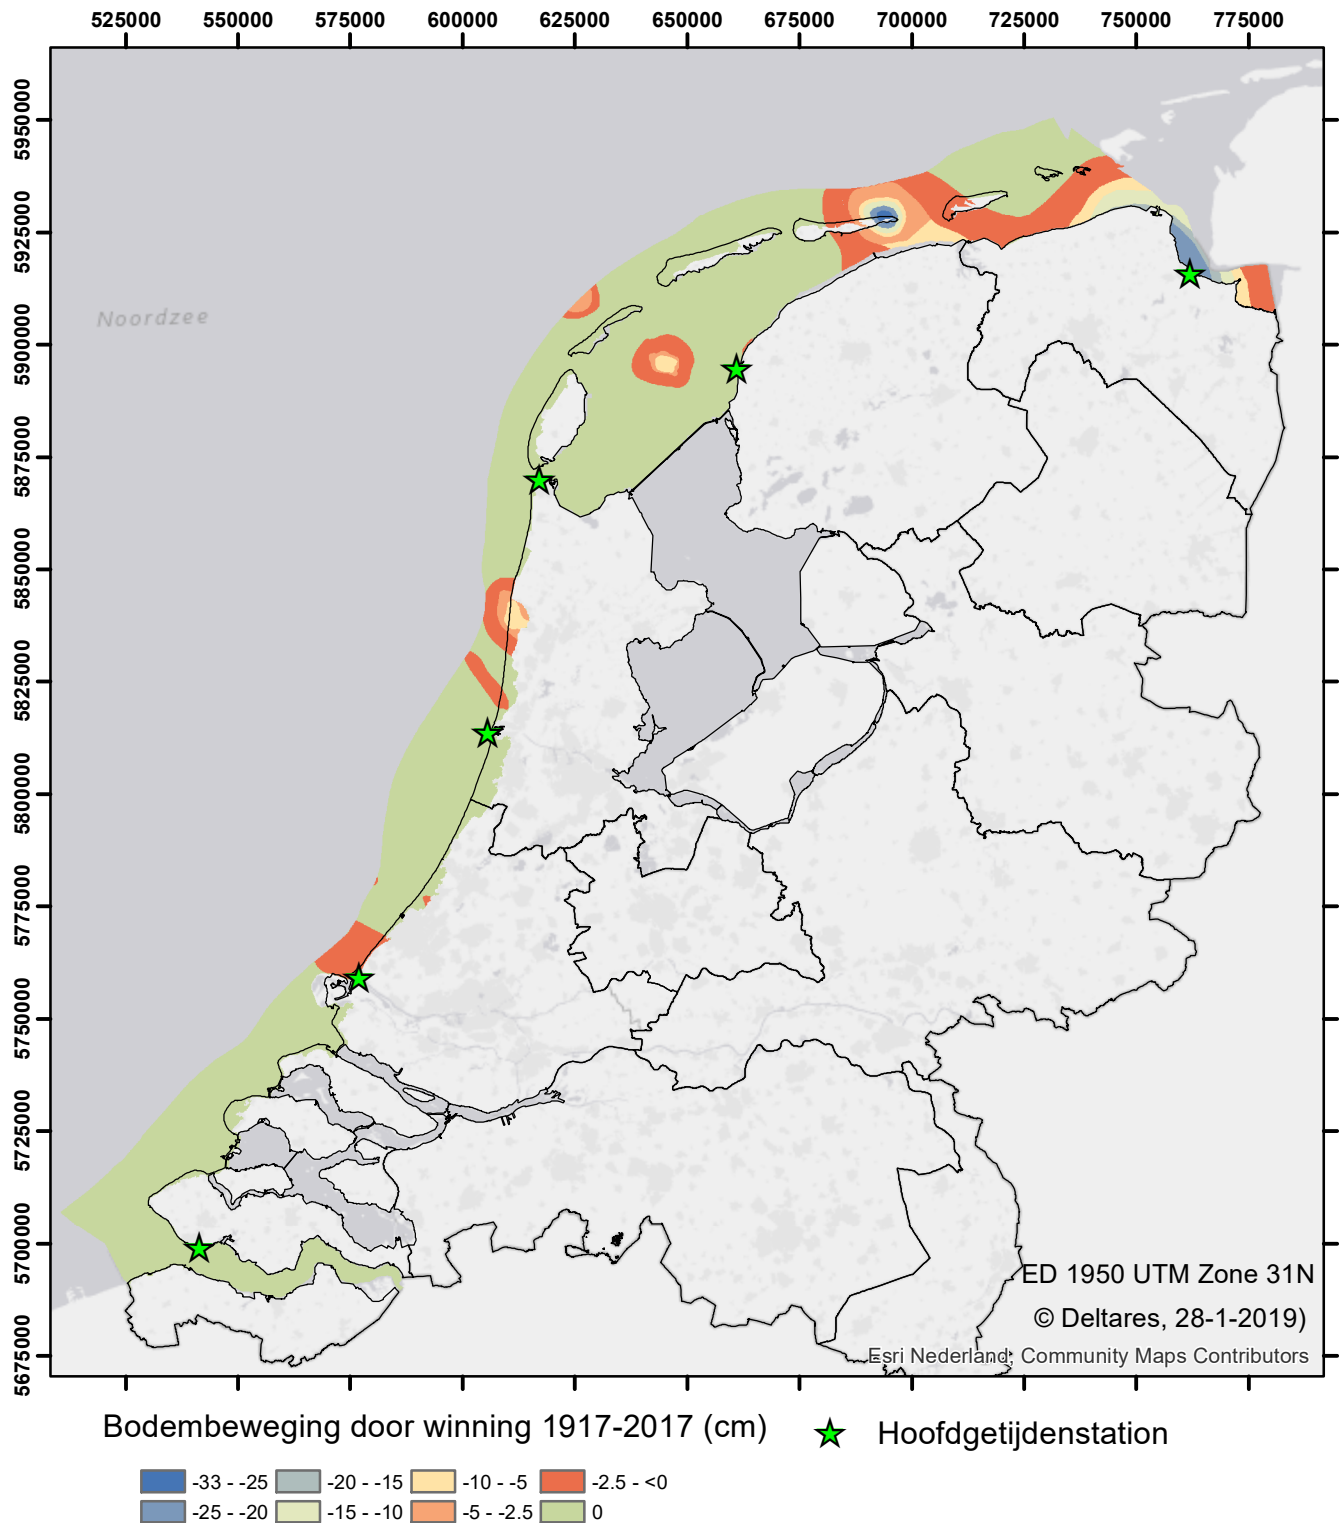 525000 550000 575000 600000 625000 650000 675000 700000 725000 750000 775000
5950000
5925000
5900000
5875000
5850000
5825000
5800000
5775000
5750000
5725000
5700000
5675000
Noordzee
ED 1950 UTM Zone 31N
© Deltares, 28-1-2019)
Esri Nederland, Community Maps Contributors
Bodembeweging door winning 1917-2017 (cm)
Hoofdgetijdenstation
-33 - -25 -20 - -15 -10 - -5 -2.5 - <0
-25 - -20 -15 - -10 -5 - -2.5 0